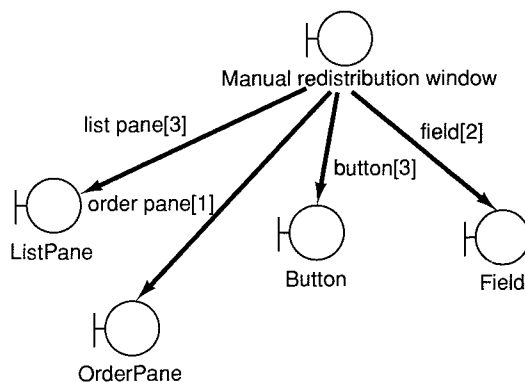 Manual redistribution window
list pane[3]
field[2]
button[3]
order pane[1]
ListPane
Button
Field
OrderPane